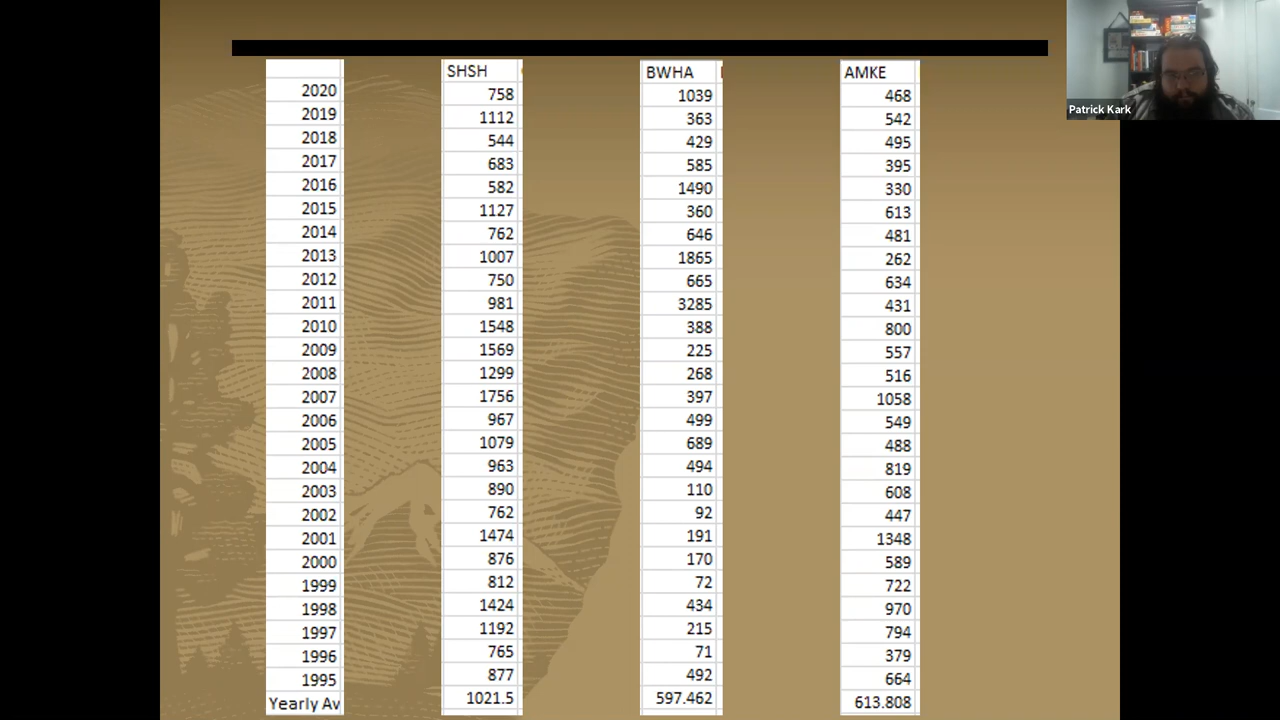 SHSH BWHA AMKE
2020 758 1039 468
2019 1112 363 542
2018 544 429 495
2017 683 585 395
2016 582 1490 330
2015 1127 360 613
2014 762 646 481
2013 1007 1865 262
2012 750 665 634
2011 981 3285 431
2010 1548 388 800
2009 1569 225 557
2008 1299 268 516
2007 1756 397 1058
2006 967 499 549
2005 1079 689 488
2004 963 494 819
2003 890 110 608
2002 762 92 447
2001 1474 191 1348
2000 876 170 589
1999 812 72 722
1998 1424 434 970
1997 1192 215 794
1996 765 71 379
1995 877 492 664
Yearly Av 1021.5 597.462 613.808
Patrick Kark